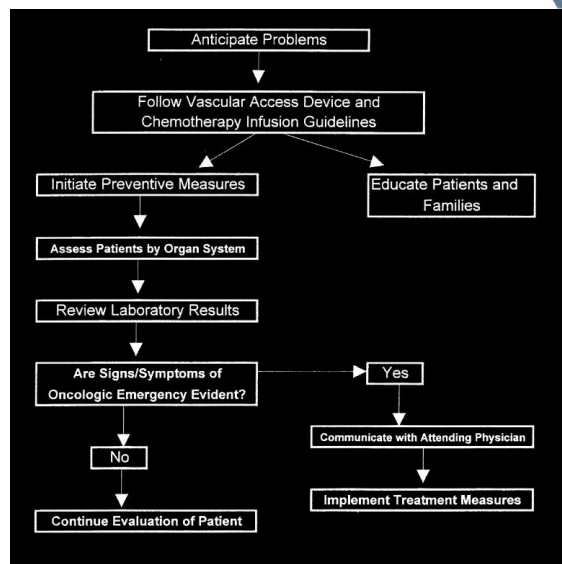 Anticipate Problems
Follow Vascular Access Device and
Chemotherapy Infusion Guidelines
Initiate Preventive Measures
Educate Patients and
Families
Assess Patients by Organ System
Review Laboratory Results
Are Signs/Symptoms of
Oncologic Emergency Evident?
Yes
Communicate with Attending Physician
No
Implement Treatment Measures
Continue Evaluation of Patient